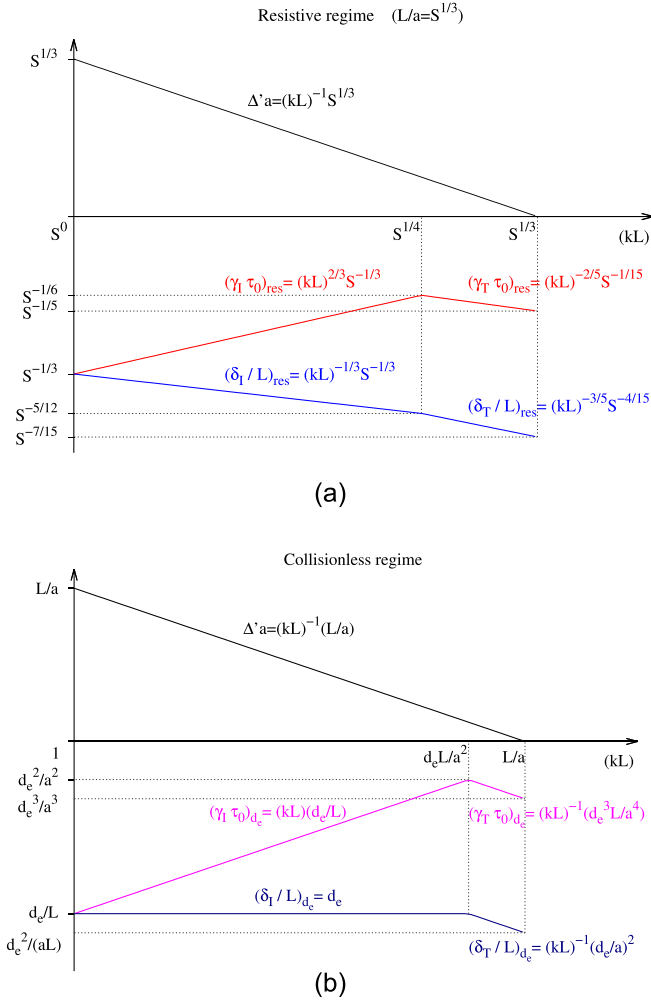 Resistive regime (L/a=S^{1/3})
S^{1/3}
Δ'a=(kL)^{−1}S^{1/3}
S^0 S^{1/4} S^{1/3} (kL)
S^{−1/6} (γ_I τ_0)_{res}= (kL)^{2/3}S^{−1/3} (γ_T τ_0)_{res}= (kL)^{−2/5}S^{−1/15}
S^{−1/5}
S^{−1/3} (δ_I / L)_{res}= (kL)^{−1/3}S^{−1/3}
S^{−5/12} (δ_T / L)_{res}= (kL)^{−3/5}S^{−4/15}
S^{−7/15}
(a)
Collisionless regime
L/a
Δ'a=(kL)^{−1}(L/a)
1 d_eL/a^2 L/a (kL)
d_e^2/a^2
d_e^3/a^3 (γ_I τ_0)_{d_e}= (kL)(d_e/L) (γ_T τ_0)_{d_e}= (kL)^{−1}(d_e^3L/a^4)
d_e/L (δ_I / L)_{d_e}= d_e
d_e^2/(aL) (δ_T / L)_{d_e}= (kL)^{−1}(d_e/a)^2
(b)